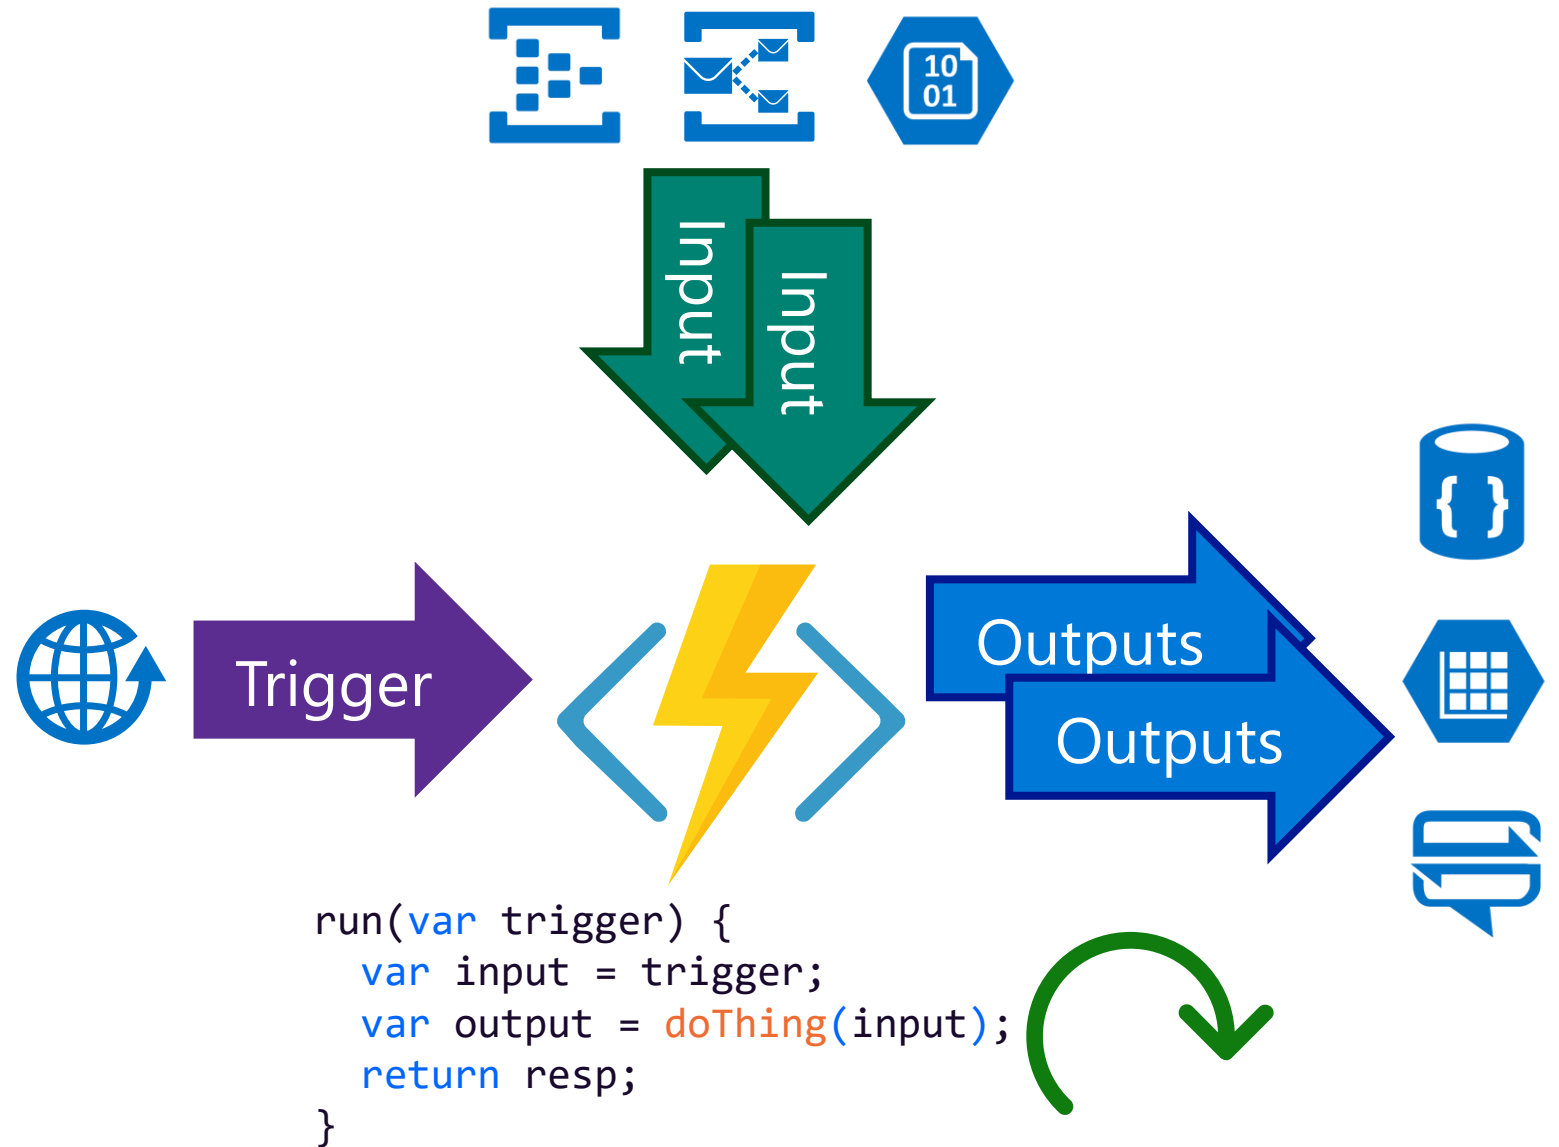 10
01
Input
Input
{ }
Trigger
Outputs
Outputs
run(var trigger) {
  var input = trigger;
  var output = doThing(input);
  return resp;
}